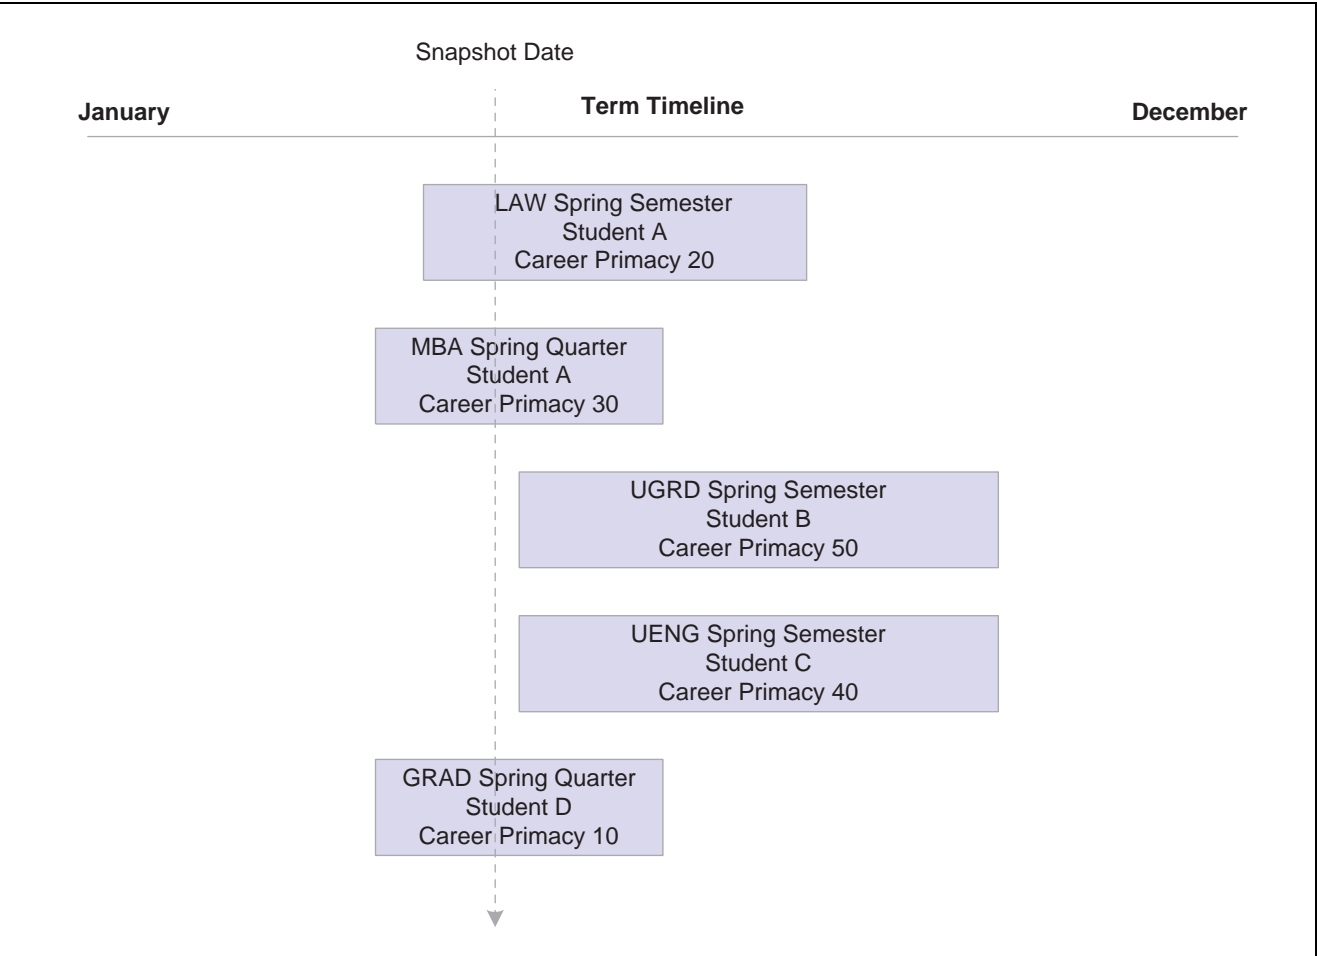 Snapshot Date
January
Term Timeline
December
LAW Spring Semester
Student A
Career Primacy 20
MBA Spring Quarter
Student A
Career Primacy 30
UGRD Spring Semester
Student B
Career Primacy 50
UENG Spring Semester
Student C
Career Primacy 40
GRAD Spring Quarter
Student D
Career Primacy 10